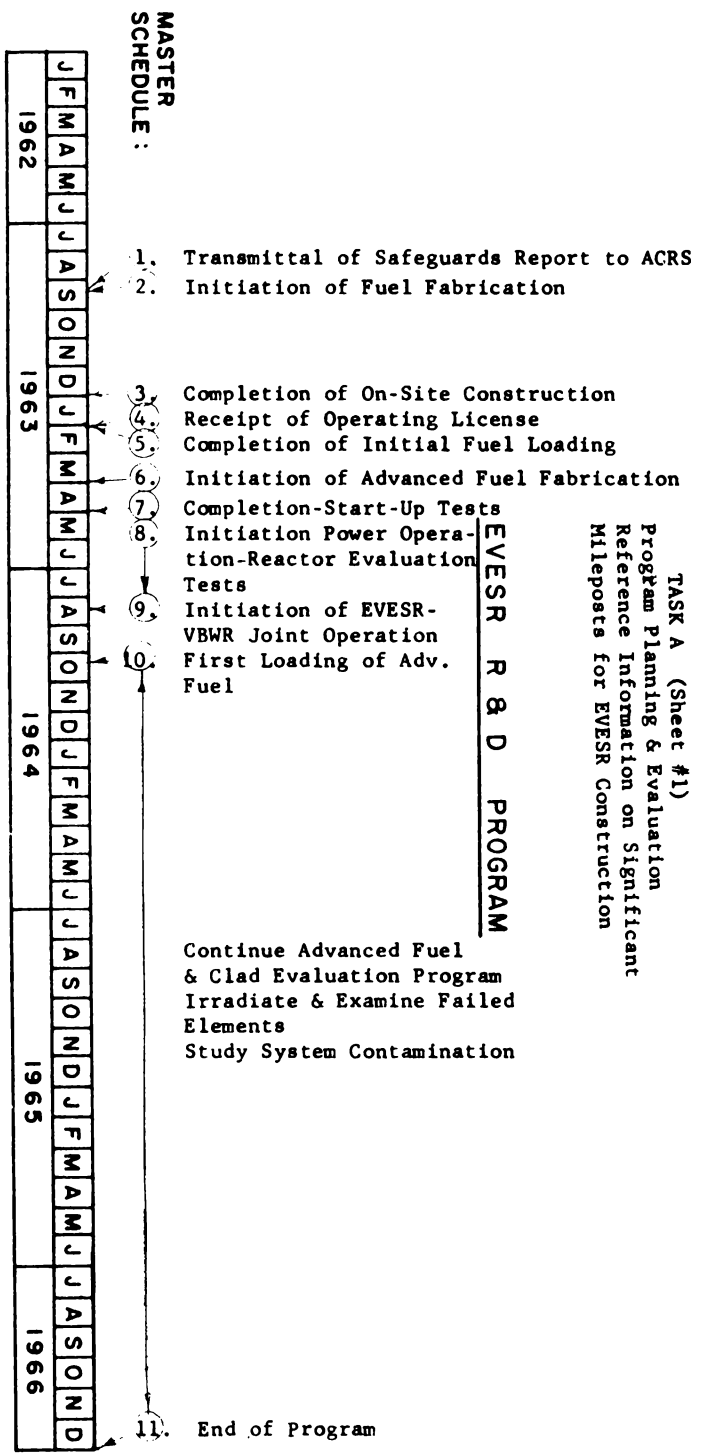 TASK A (Sheet #1)
Program Planning & Evaluation
Reference Information on Significant
Mileposts for EVESR Construction
EVESR R & D PROGRAM
MASTER
SCHEDULE :
J F M A M J J A S O N D J F M A M J J A S O N D J F M A M J J A S O N D J F M A M J J A S O N D
1962 1963 1964 1965 1966
1. Transmittal of Safeguards Report to ACRS
2. Initiation of Fuel Fabrication
3. Completion of On-Site Construction
4. Receipt of Operating License
5. Completion of Initial Fuel Loading
6. Initiation of Advanced Fuel Fabrication
7. Completion-Start-Up Tests
8. Initiation Power Opera-
tion-Reactor Evaluation
Tests
9. Initiation of EVESR-
VBWR Joint Operation
10. First Loading of Adv.
Fuel
Continue Advanced Fuel
& Clad Evaluation Program
Irradiate & Examine Failed
Elements
Study System Contamination
11. End of Program